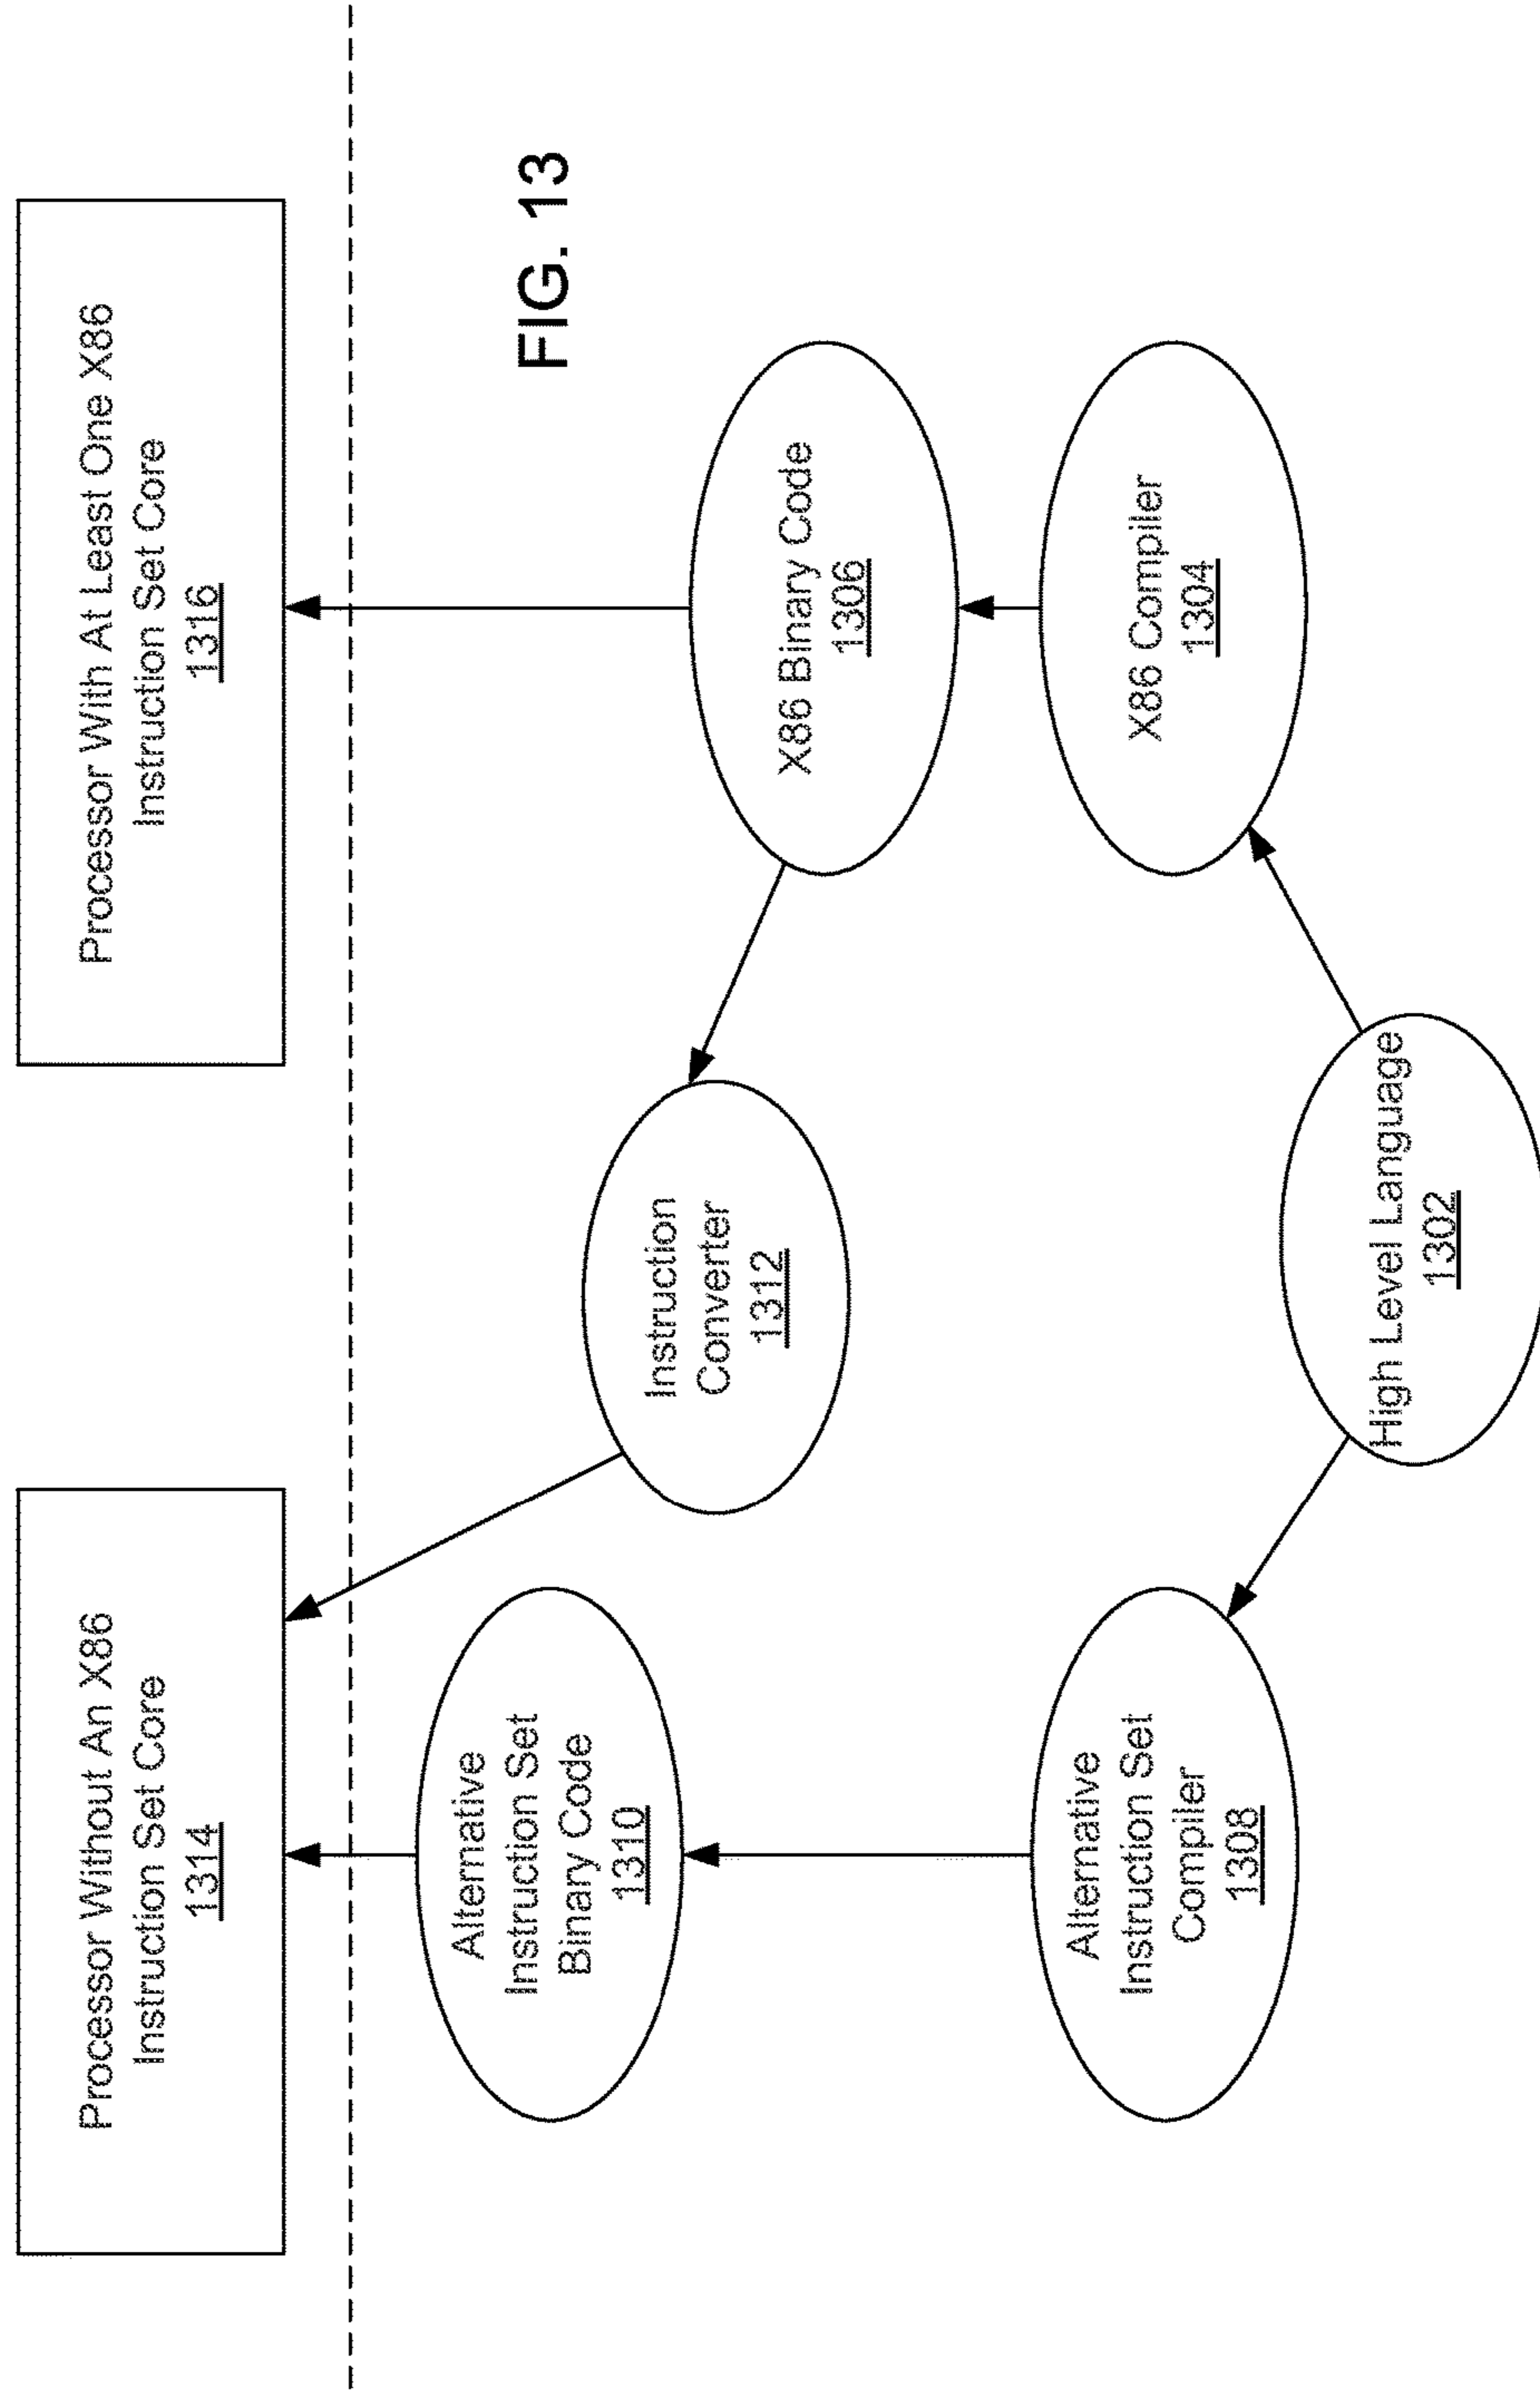 Processor Without An X86
Instruction Set Core
1314
Processor With At Least One X86
Instruction Set Core
1316
Alternative
Instruction Set
Binary Code
1310
Instruction
Converter
1312
X86 Binary Code
1306
FIG. 13
Alternative
Instruction Set
Compiler
1308
X86 Compiler
1304
High Level Language
1302